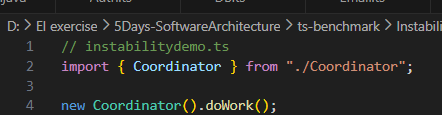 D: > EI exercise > 5Days-SoftwareArchitecture > ts-benchmark > Instabili
1 // instabilitydemo.ts
2 import { Coordinator } from "./Coordinator";
3
4 new Coordinator().doWork();